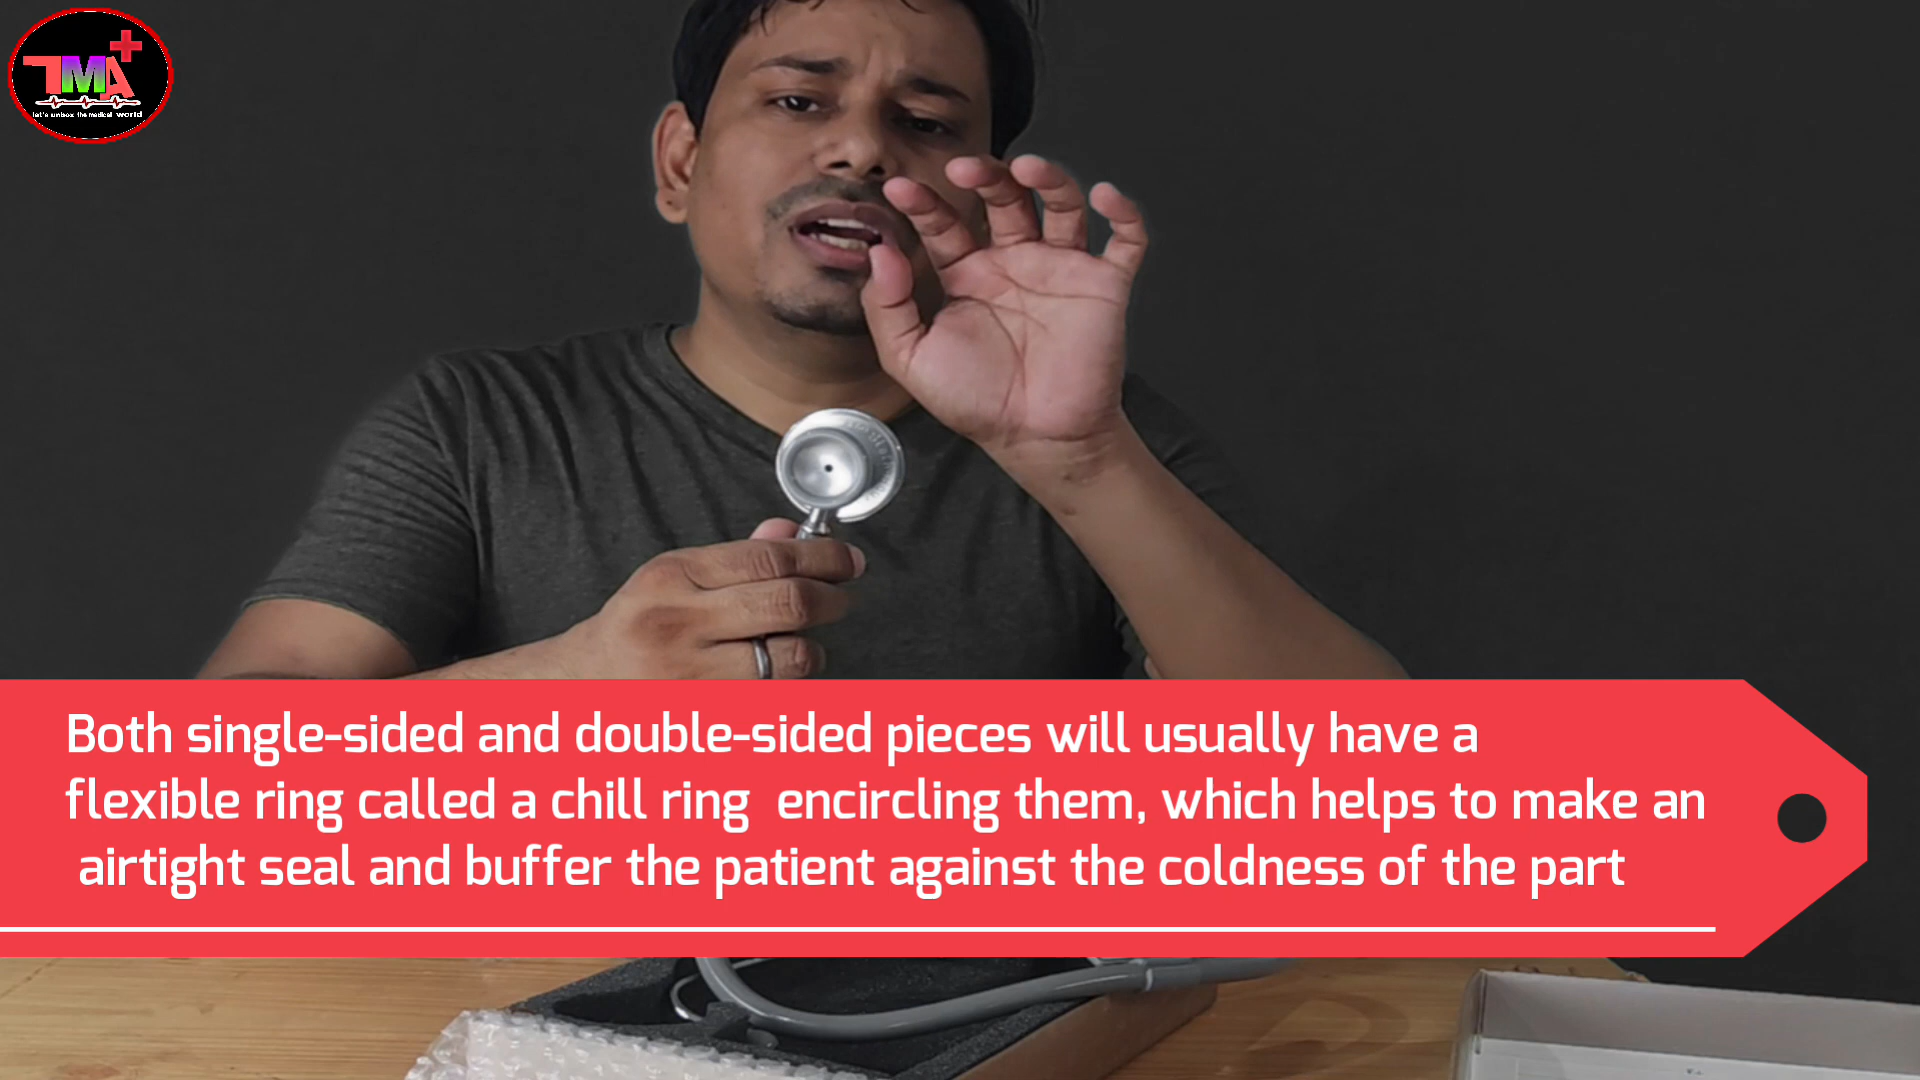 TMA
let's unbox the medical world
Both single-sided and double-sided pieces will usually have a
flexible ring called a chill ring encircling them, which helps to make an
airtight seal and buffer the patient against the coldness of the part